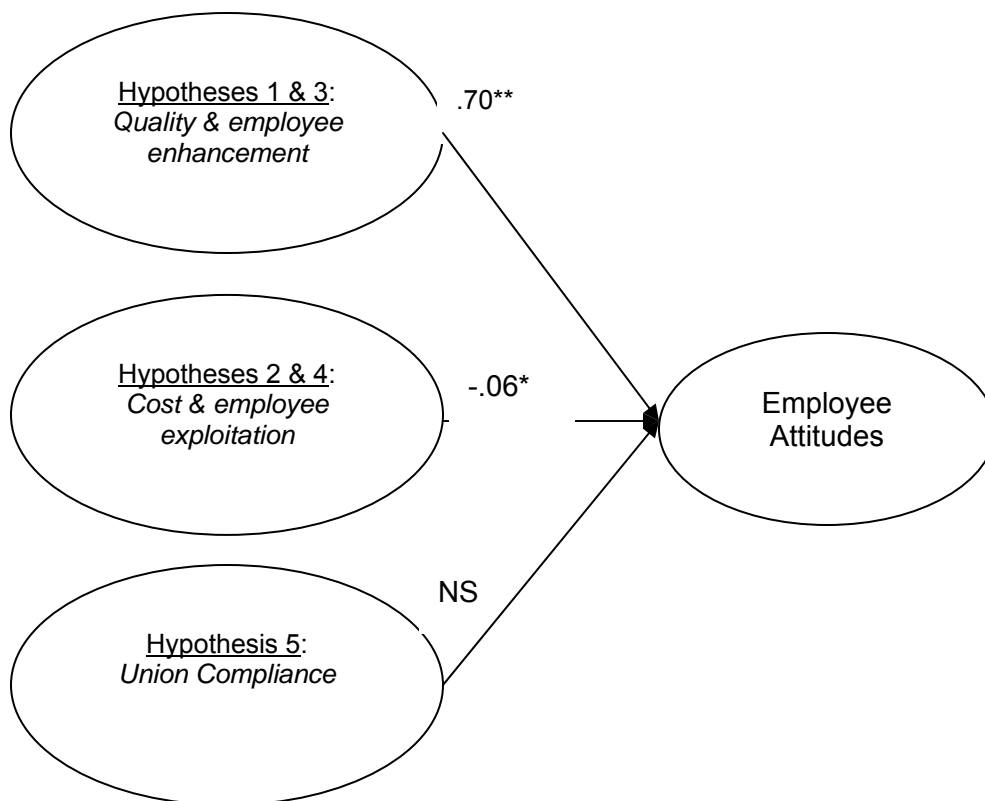 Hypotheses 1 & 3:
Quality & employee
enhancement
.70**
Hypotheses 2 & 4:
Cost & employee
exploitation
-.06*
Employee
Attitudes
NS
Hypothesis 5:
Union Compliance